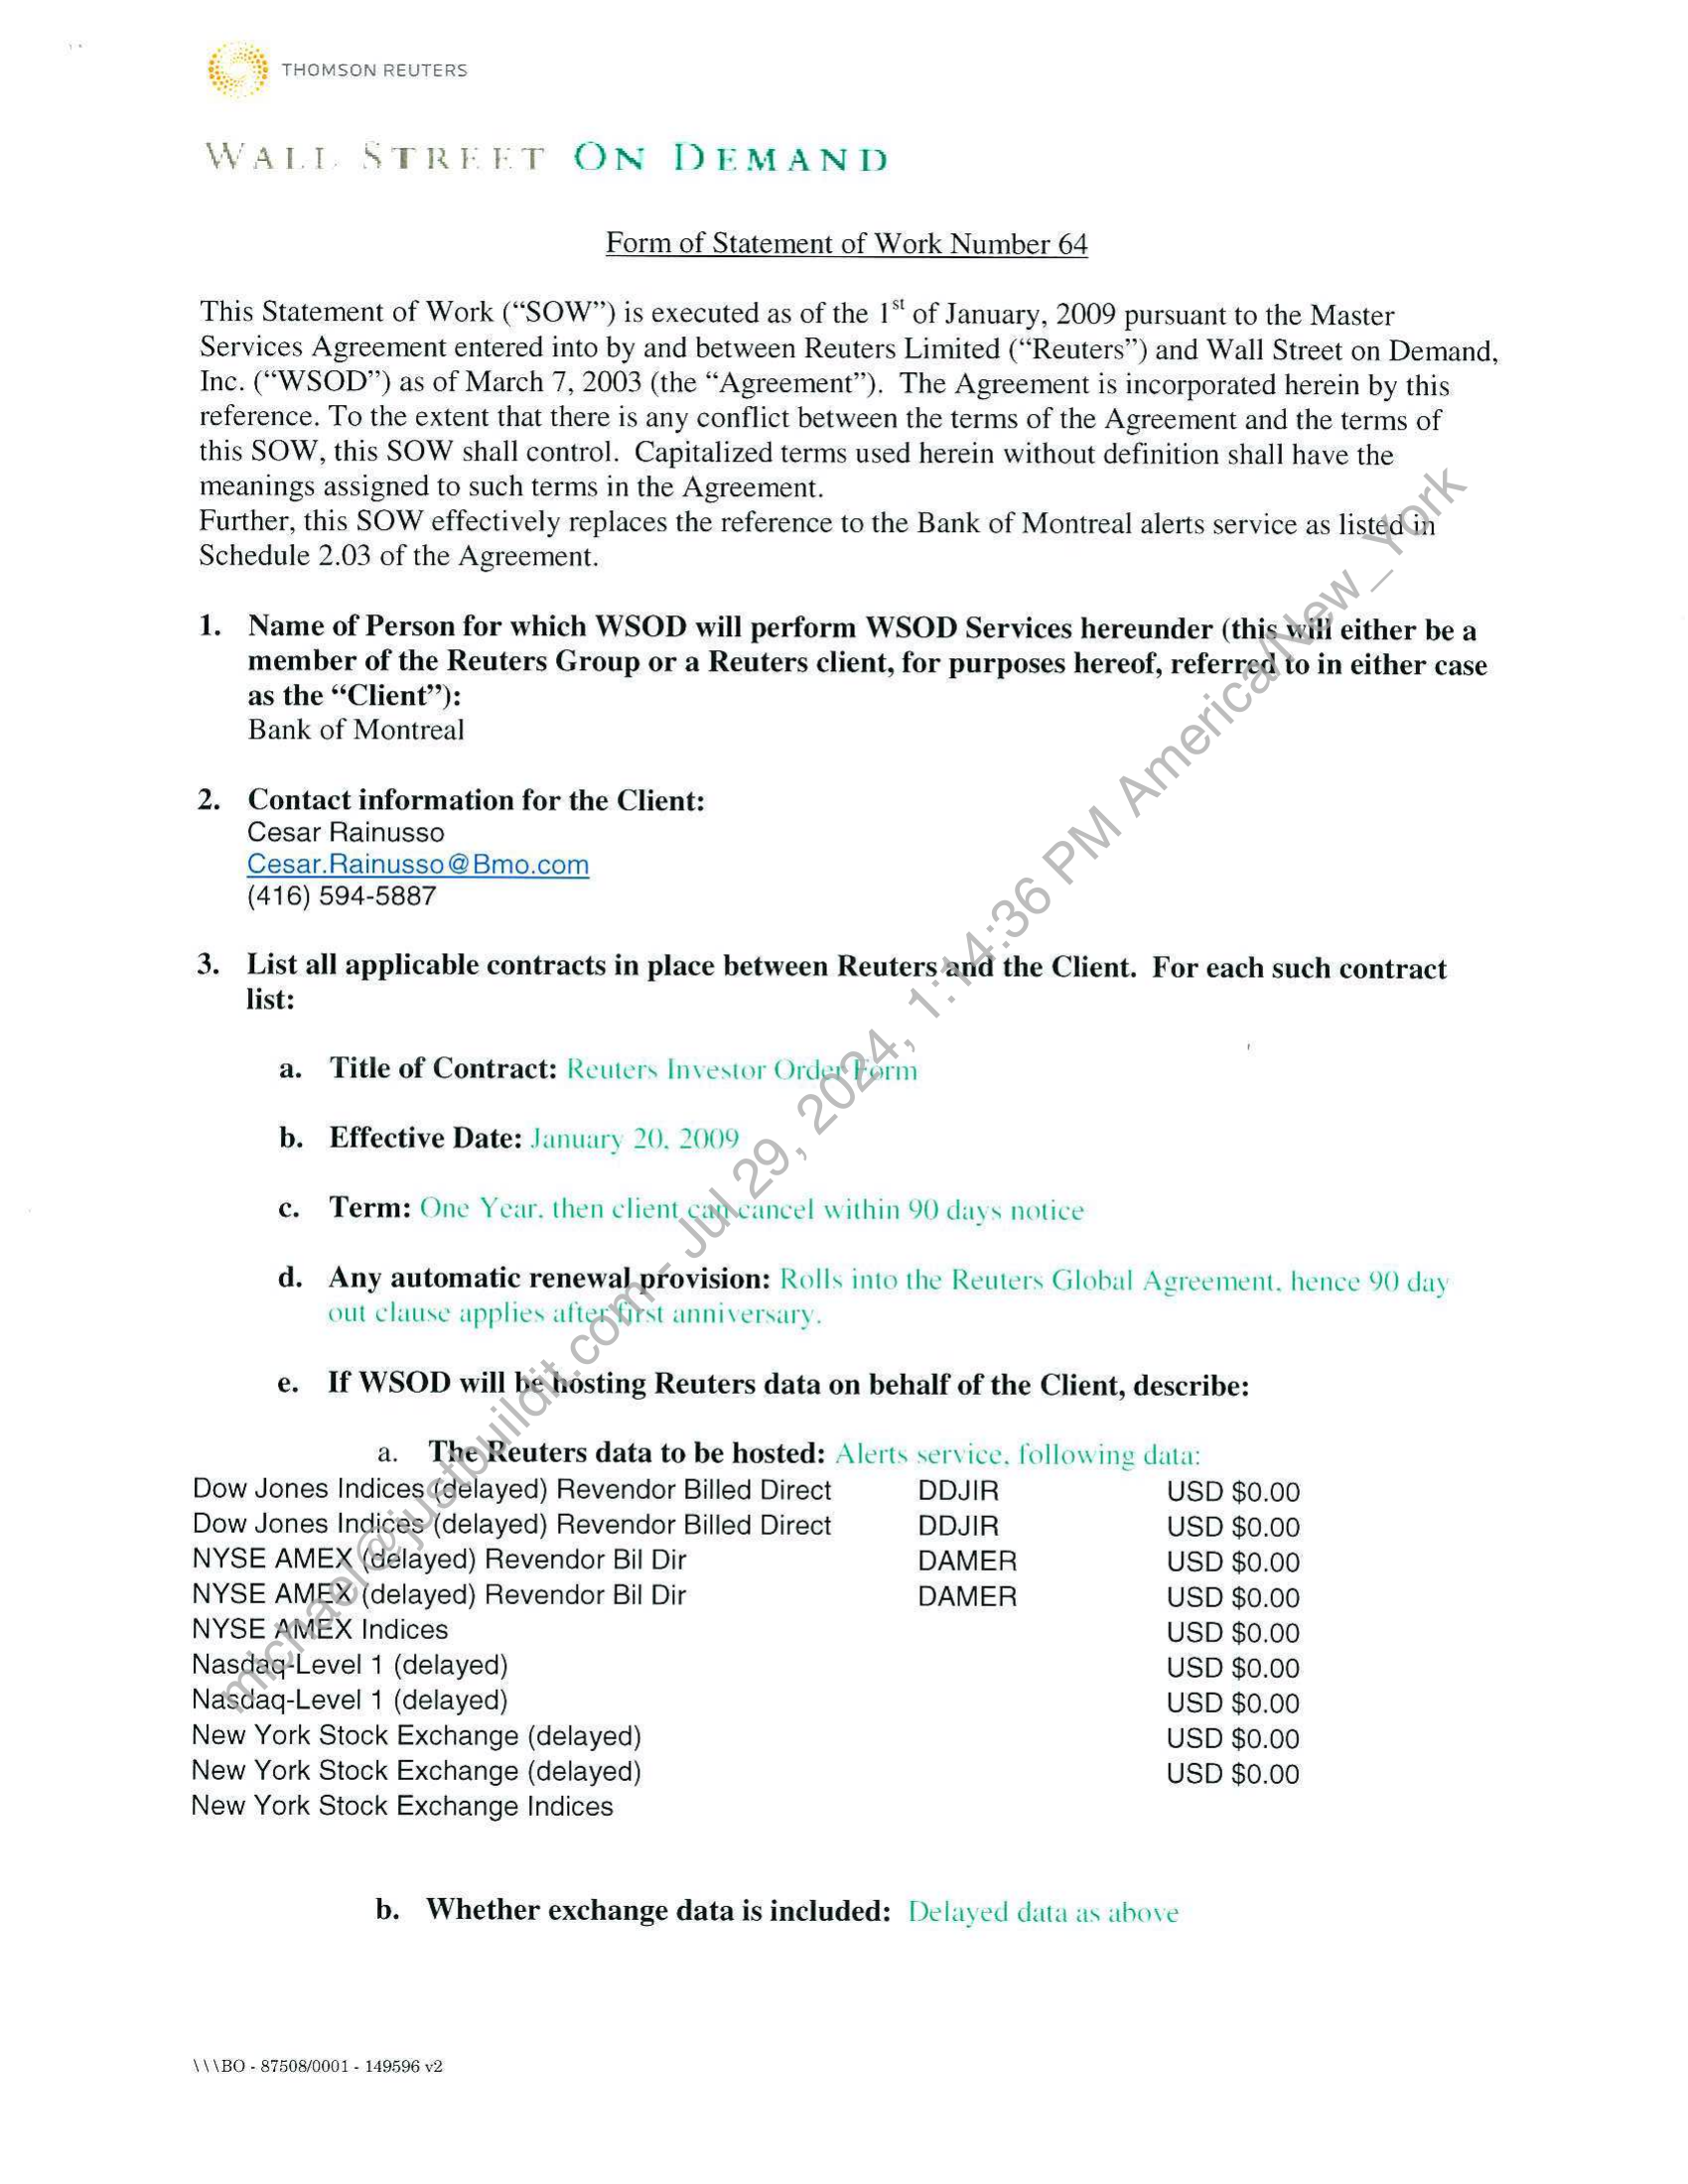 THOMSON REUTERS
WALL STREET ON DEMAND
Form of Statement of Work Number 64
This Statement of Work (“SOW”) is executed as of the 1st of January, 2009 pursuant to the Master
Services Agreement entered into by and between Reuters Limited (“Reuters”) and Wall Street on Demand,
Inc. (“WSOD”) as of March 7, 2003 (the “Agreement”). The Agreement is incorporated herein by this
reference. To the extent that there is any conflict between the terms of the Agreement and the terms of
this SOW, this SOW shall control. Capitalized terms used herein without definition shall have the
meanings assigned to such terms in the Agreement.
Further, this SOW effectively replaces the reference to the Bank of Montreal alerts service as listed in
Schedule 2.03 of the Agreement.
1. Name of Person for which WSOD will perform WSOD Services hereunder (this will either be a
member of the Reuters Group or a Reuters client, for purposes hereof, referred to in either case
as the “Client”):
Bank of Montreal
2. Contact information for the Client:
Cesar Rainusso
Cesar.Rainusso@Bmo.com
(416) 594-5887
3. List all applicable contracts in place between Reuters and the Client. For each such contract
list:
a. Title of Contract: Reuters Investor Order Form
b. Effective Date: January 20, 2009
c. Term: One Year, then client can cancel within 90 days notice
d. Any automatic renewal provision: Rolls into the Reuters Global Agreement, hence 90 day
out clause applies after first anniversary.
e. If WSOD will be hosting Reuters data on behalf of the Client, describe:
a. The Reuters data to be hosted: Alerts service, following data:
Dow Jones Indices (delayed) Revendor Billed Direct DDJIR USD $0.00
Dow Jones Indices (delayed) Revendor Billed Direct DDJIR USD $0.00
NYSE AMEX (delayed) Revendor Bil Dir DAMER USD $0.00
NYSE AMEX (delayed) Revendor Bil Dir DAMER USD $0.00
NYSE AMEX Indices USD $0.00
Nasdaq-Level 1 (delayed) USD $0.00
Nasdaq-Level 1 (delayed) USD $0.00
New York Stock Exchange (delayed) USD $0.00
New York Stock Exchange (delayed) USD $0.00
New York Stock Exchange Indices
b. Whether exchange data is included: Delayed data as above
\\\BO - 87508/0001 - 149596 v2
michael@justbuildit.com - Jul 29, 2024, 1:14:36 PM America/New_York